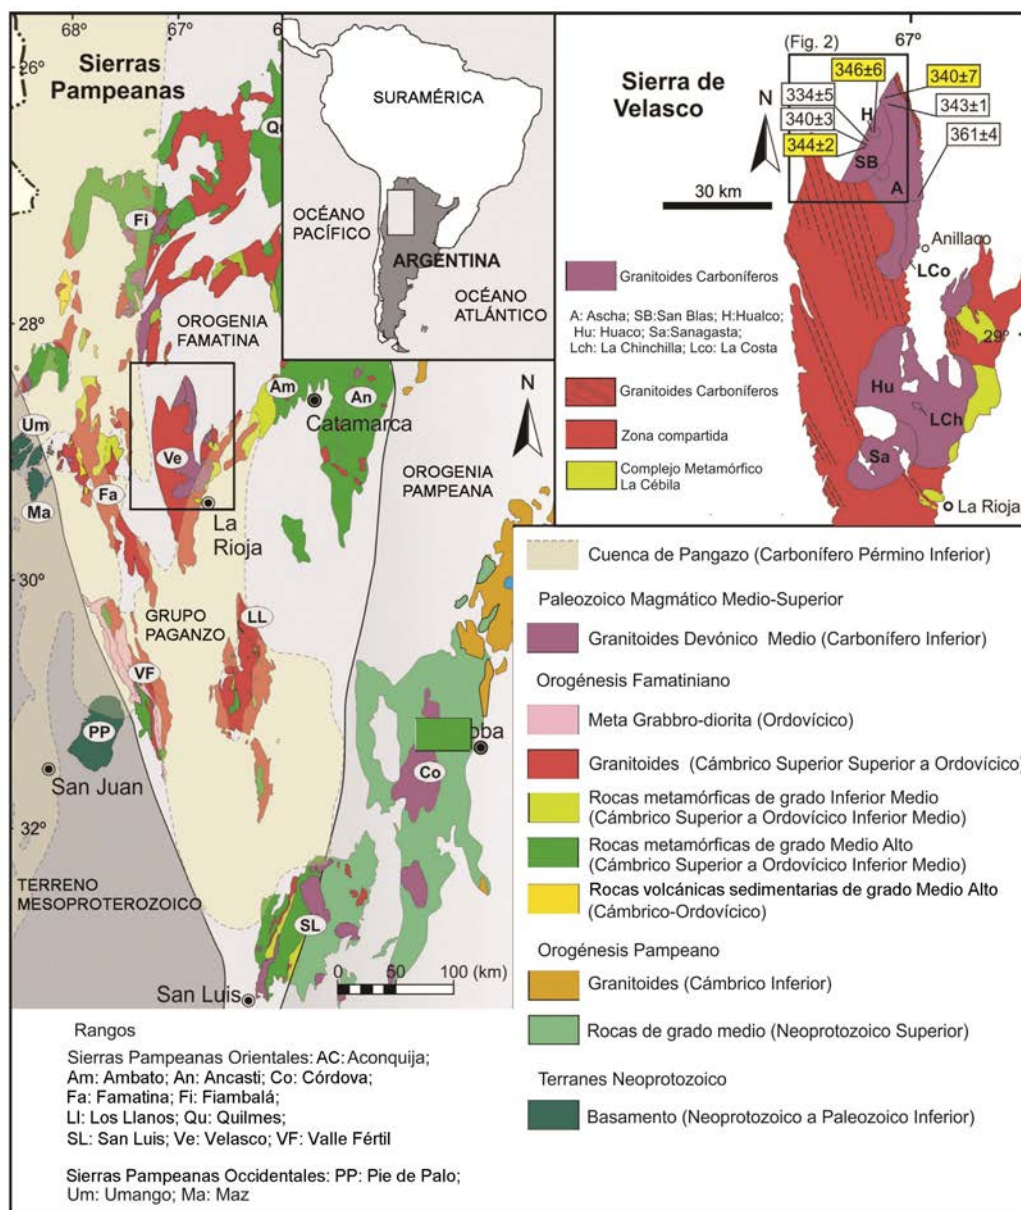 68º
67º
66
26º
Sierras
Pampeanas
Fi
OROGENIA
FAMATINA
28º
Um
Am
An
Catamarca
Ve
Fa
Ma
La
Rioja
OROGENIA
PAMPEANA
30º
GRUPO
PAGANZO
LL
VF
PP
San Juan
Co
32º
TERRENO
MESOPROTEROZOICO
SL
San Luis
0 50 100 (km)
N
SURAMÉRICA
OCÉANO
PACÍFICO
ARGENTINA
OCÉANO
ATLÁNTICO
Sierra de
Velasco
(Fig. 2)
67º
N
346±6
340±7
334±5
343±1
340±3
361±4
344±2
H
SB
A
30 km
Anillaco
LCo
29º
Hu
LCh
Sa
La Rioja
Granitoides Carboníferos
A: Ascha; SB:San Blas; H:Hualco;
Hu: Huaco; Sa:Sanagasta;
Lch: La Chinchilla; Lco: La Costa
Granitoides Carboníferos
Zona compartida
Complejo Metamórfico
La Cébila
Cuenca de Pangazo (Carbonífero Pérmino Inferior)
Paleozoico Magmático Medio-Superior
Granitoides Devónico Medio (Carbonífero Inferior)
Orogénesis Famatiniano
Meta Grabbro-diorita (Ordovícico)
Granitoides (Cámbrico Superior Superior a Ordovícico)
Rocas metamórficas de grado Inferior Medio
(Cámbrico Superior a Ordovícico Inferior Medio)
Rocas metamórficas de grado Medio Alto
(Cámbrico Superior a Ordovícico Inferior Medio)
Rocas volcánicas sedimentarias de grado Medio Alto
(Cámbrico-Ordovícico)
Orogénesis Pampeano
Granitoides (Cámbrico Inferior)
Rocas de grado medio (Neoprotozoico Superior)
Terranes Neoprotozoico
Basamento (Neoprotozoico a Paleozoico Inferior)
Rangos
Sierras Pampeanas Orientales: AC: Aconquija;
Am: Ambato; An: Ancasti; Co: Córdova;
Fa: Famatina; Fi: Fiambalá;
Ll: Los Llanos; Qu: Quilmes;
SL: San Luis; Ve: Velasco; VF: Valle Fértil
Sierras Pampeanas Occidentales: PP: Pie de Palo;
Um: Umango; Ma: Maz